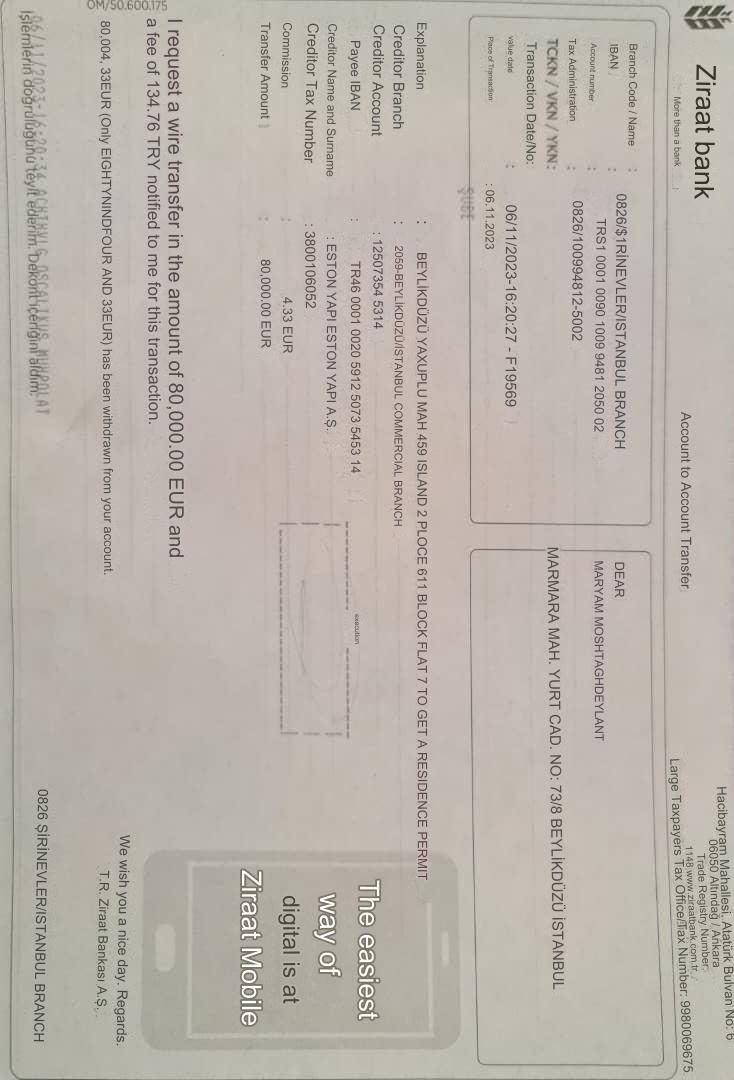 Ziraat bank
More than a bank
Account to Account Transfer
Hacibayram Mahallesi, Atatürk Bulvan No: 6
06050 Altındağ / Ankara
Trade Registry Number:
1148 www.ziraatbank.com.tr
Large Taxpayers Tax Office/Tax Number: 9980069675
Branch Code / Name : 0826/$1RİNEVLER/ISTANBUL BRANCH
IBAN : TRS1 0001 0090 1009 9481 2050 02
Account number : 0826/100994812-5002
Tax Administration :
TCKN / VKN / YKN:
Transaction Date/No: 06/11/2023-16:20:27 - F19569
value date : : 06.11.2023
Place of Transaction: ŞUBE
DEAR
MARYAM MOSHTAGHDEYLANT
MARMARA MAH. YURT CAD. NO: 73/8 BEYLİKDÜZÜ İSTANBUL
Explanation : BEYLİKDÜZÜ YAXUPLU MAH 459 ISLAND 2 PLOCE 611 BLOCK FLAT 7 TO GET A RESIDENCE PERMIT
Creditor Branch : 2059-BEYLİKDÜZÜ/İSTANBUL COMMERCIAL BRANCH
Creditor Account : 12507354 5314
Payee IBAN : TR46 0001 0020 5912 5073 5453 14
Creditor Name and Surname : ESTON YAPI ESTON YAPI A.Ş.
Creditor Tax Number : 3800106052
Commission : 4.33 EUR
Transfer Amount : 80,000.00 EUR
execution
The easiest
way of
digital is at
Ziraat Mobile
I request a wire transfer in the amount of 80,000.00 EUR and
a fee of 134.76 TRY notified to me for this transaction.
80,004, 33EUR (Only EIGHTYNINDFOUR AND 33EUR) has been withdrawn from your account.
We wish you a nice day. Regards.
T.R. Ziraat Bankası A.Ş.
OM/50.600.175
06/11/2023-16:20:34
İşlemlerin doğruluğunu teyit ederim. Dekont içeriğini aldım.
0826 ŞİRİNEVLER/ISTANBUL BRANCH